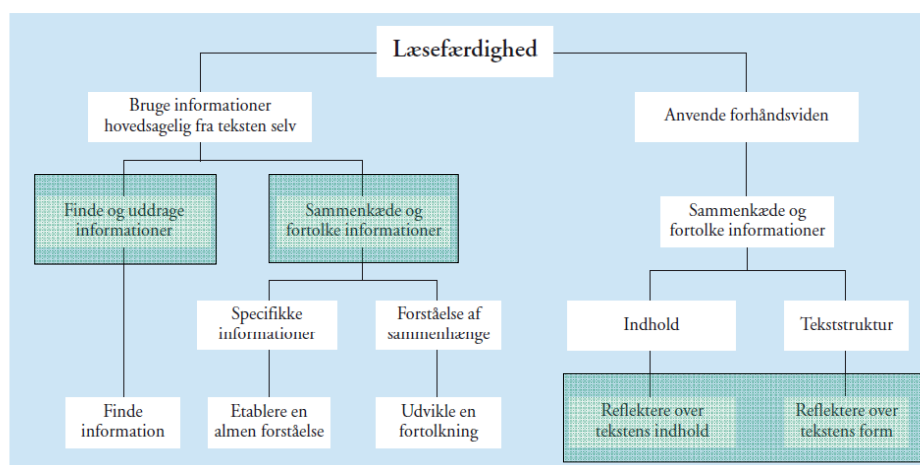 Læsefærdighed
Bruge informationer
hovedsagelig fra teksten selv
Anvende forhåndsviden
Finde og uddrage
informationer
Sammenkæde og
fortolke informationer
Sammenkæde og
fortolke informationer
Specifikke
informationer
Forståelse af
sammenhænge
Indhold
Tekststruktur
Finde
information
Etablere en
almen forståelse
Udvikle en
fortolkning
Reflektere over
tekstens indhold
Reflektere over
tekstens form